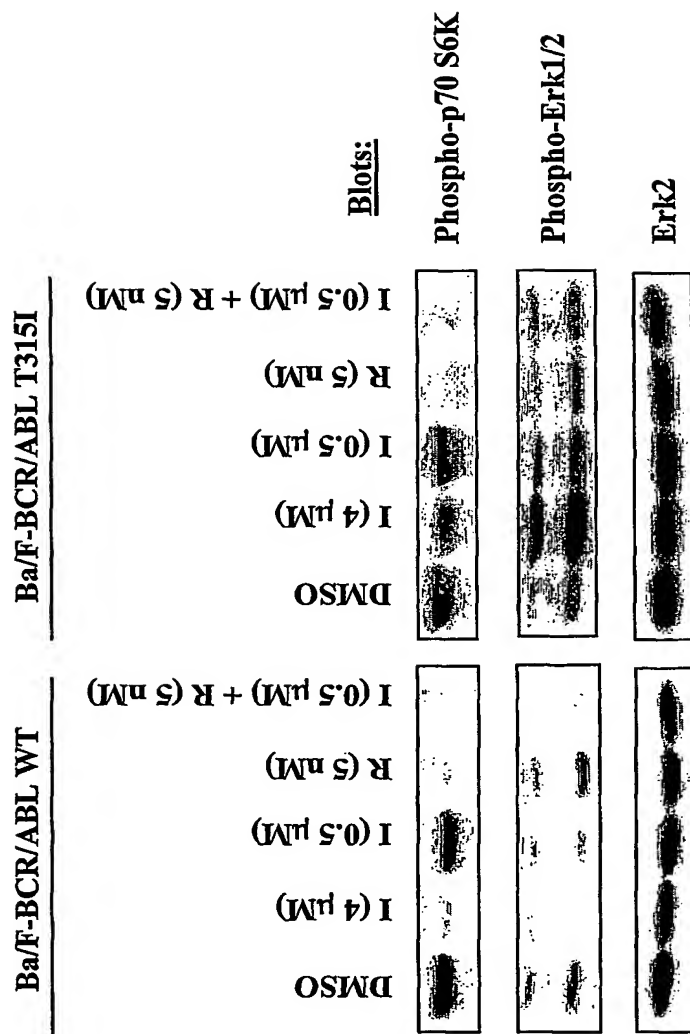 Ba/F-BCR/ABL WT
Ba/F-BCR/ABL T315I
DMSO
I (4 µM)
I (0.5 µM)
R (5 nM)
I (0.5 µM) + R (5 nM)
DMSO
I (4 µM)
I (0.5 µM)
R (5 nM)
I (0.5 µM) + R (5 nM)
Blots:
Phospho-p70 S6K
Phospho-Erk1/2
Erk2